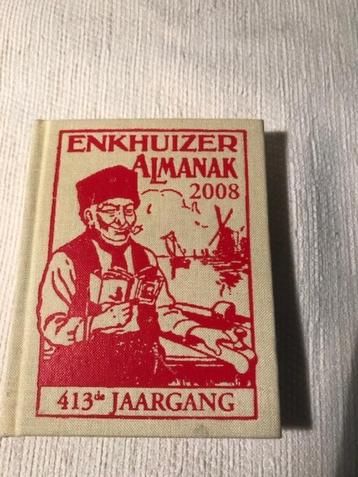 ENKHUIZER
ALMANAK
2008
413de JAARGANG